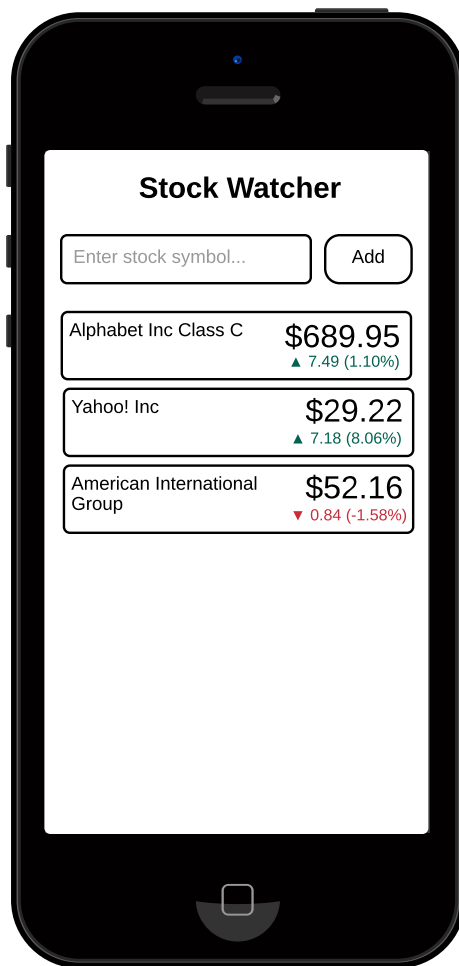 Stock Watcher
Enter stock symbol...
Add
Alphabet Inc Class C
$689.95
▲ 7.49 (1.10%)
Yahoo! Inc
$29.22
▲ 7.18 (8.06%)
American International
Group
$52.16
▼ 0.84 (-1.58%)